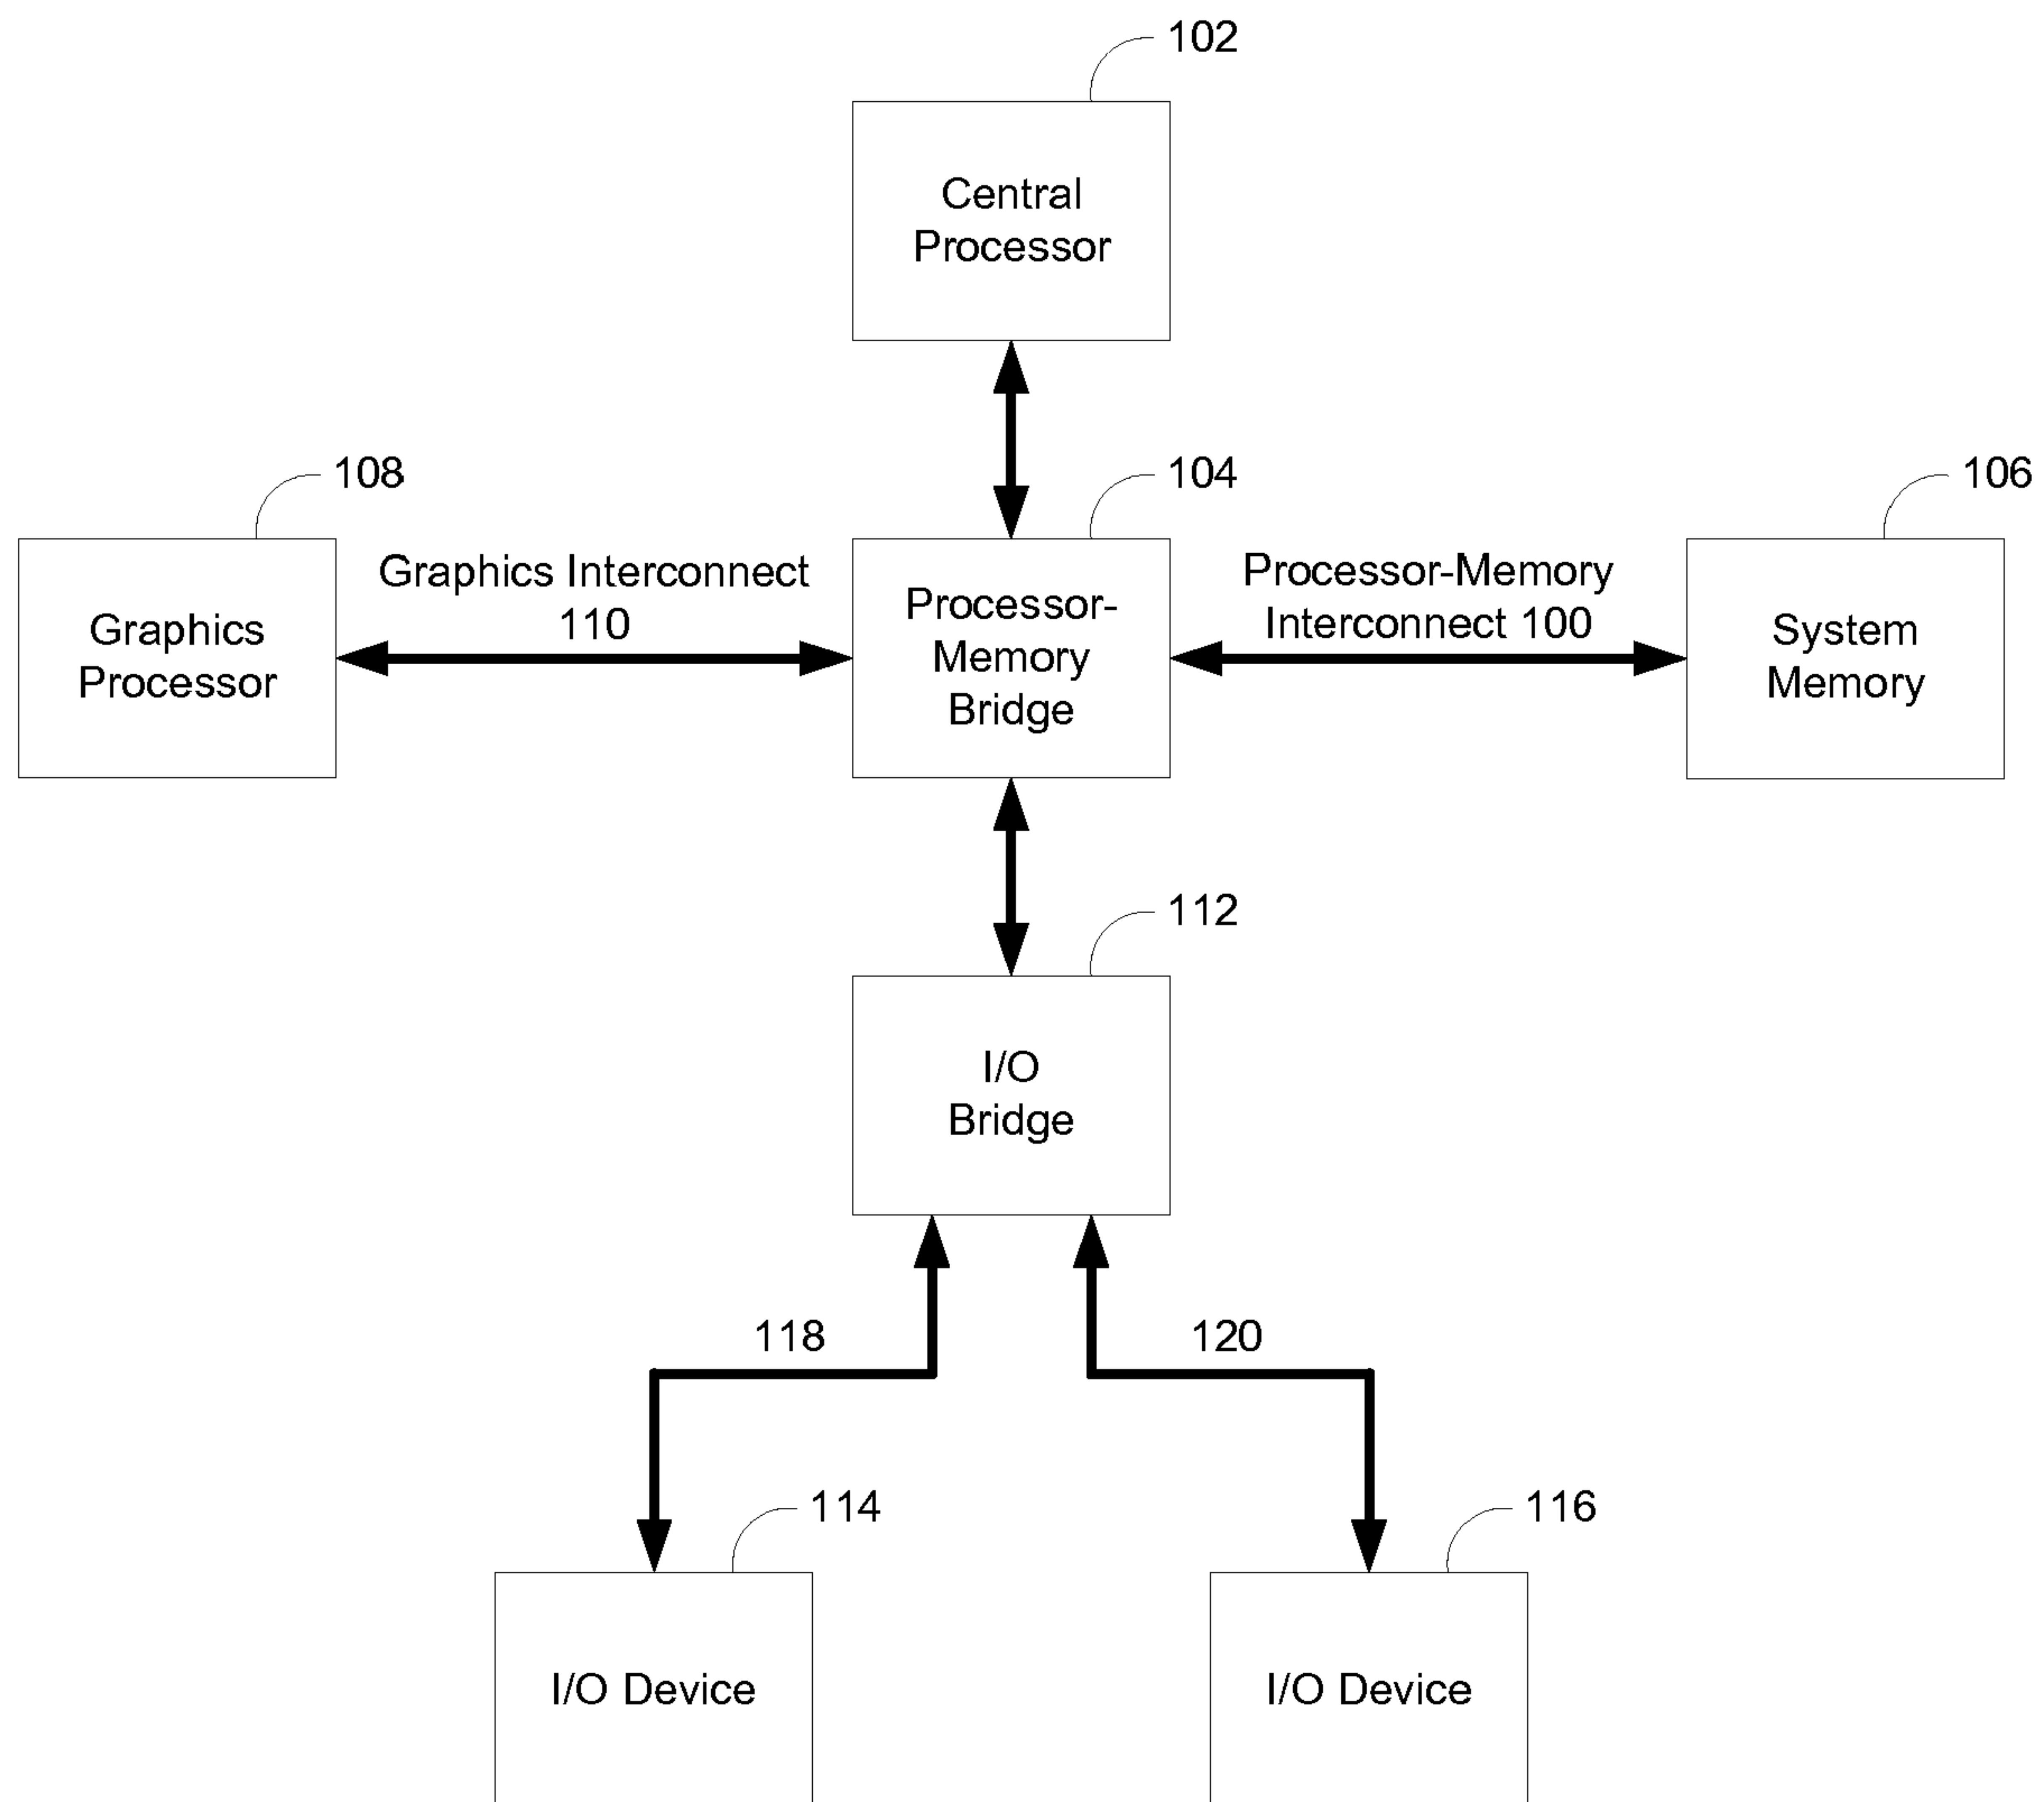 102
Central
Processor
108
104
106
Graphics Interconnect
110
Processor-Memory
Interconnect 100
Graphics
Processor
Processor-
Memory
Bridge
System
Memory
112
I/O
Bridge
118
120
114
116
I/O Device
I/O Device